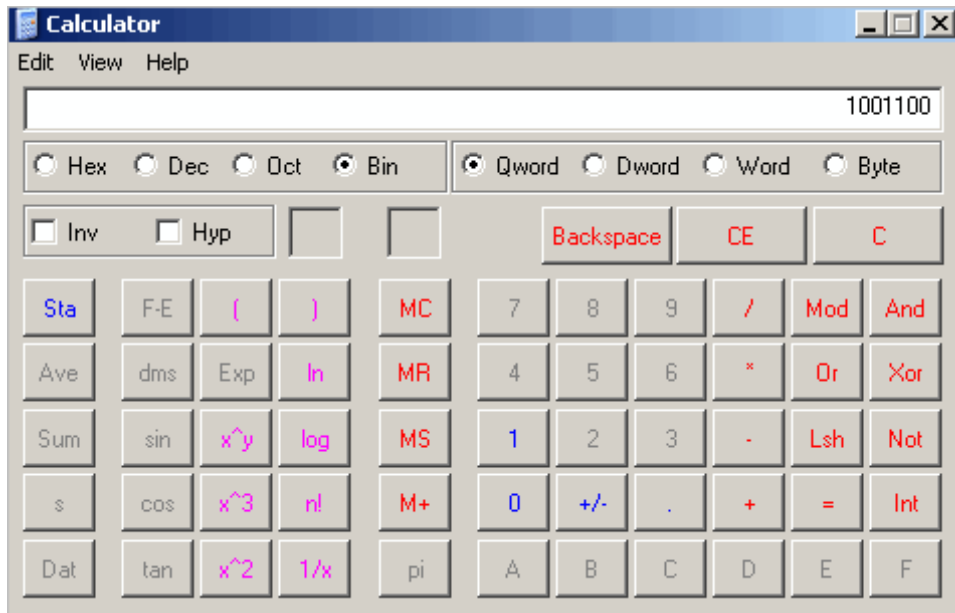 Calculator
Edit View Help
1001100
Hex Dec Oct Bin Qword Dword Word Byte
Inv Hyp Backspace CE C
Sta F-E ( ) MC 7 8 9 / Mod And
Ave dms Exp ln MR 4 5 6 * Or Xor
Sum sin x^y log MS 1 2 3 - Lsh Not
s cos x^3 n! M+ 0 +/- . + = Int
Dat tan x^2 1/x pi A B C D E F